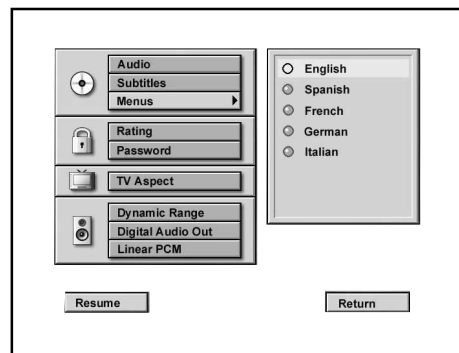 Audio
Subtitles
Menus
Rating
Password
TV Aspect
Dynamic Range
Digital Audio Out
Linear PCM
English
Spanish
French
German
Italian
Resume
Return